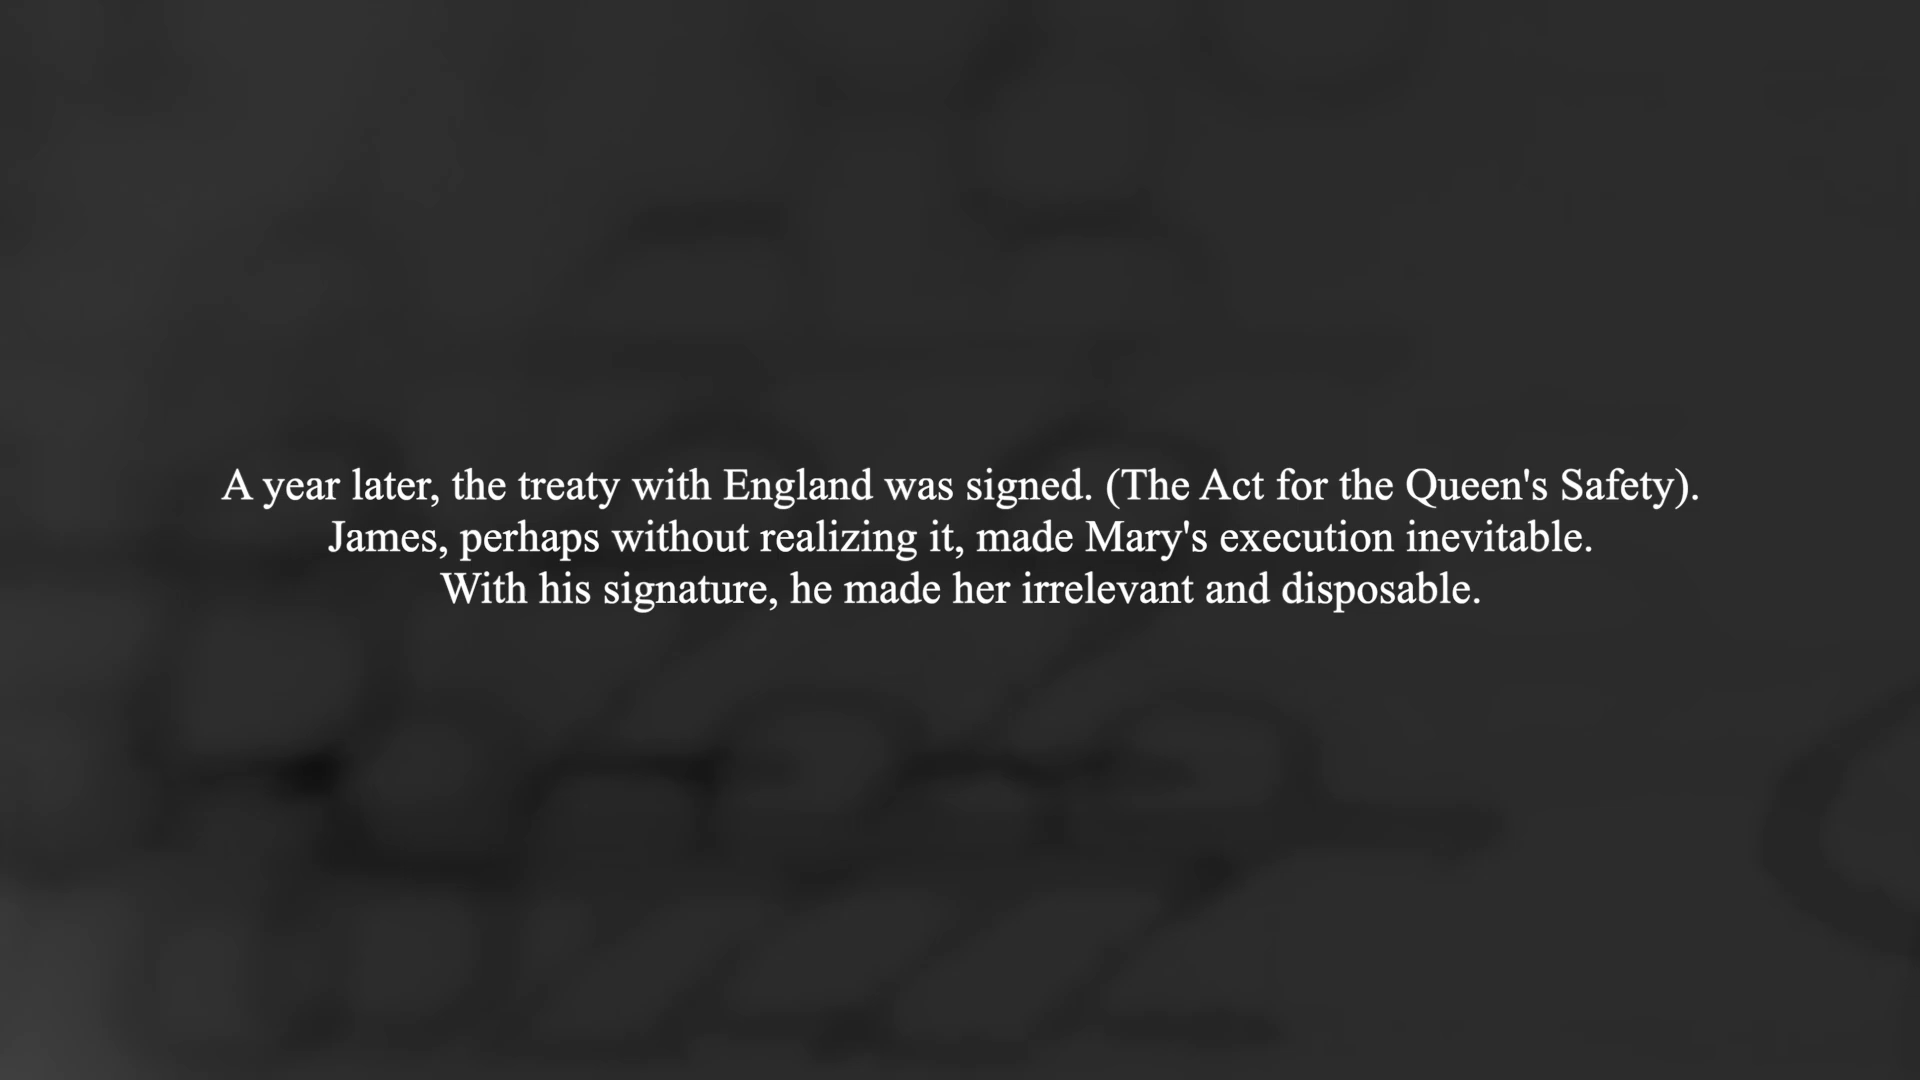 A year later, the treaty with England was signed. (The Act for the Queen's Safety).
James, perhaps without realizing it, made Mary's execution inevitable.
With his signature, he made her irrelevant and disposable.